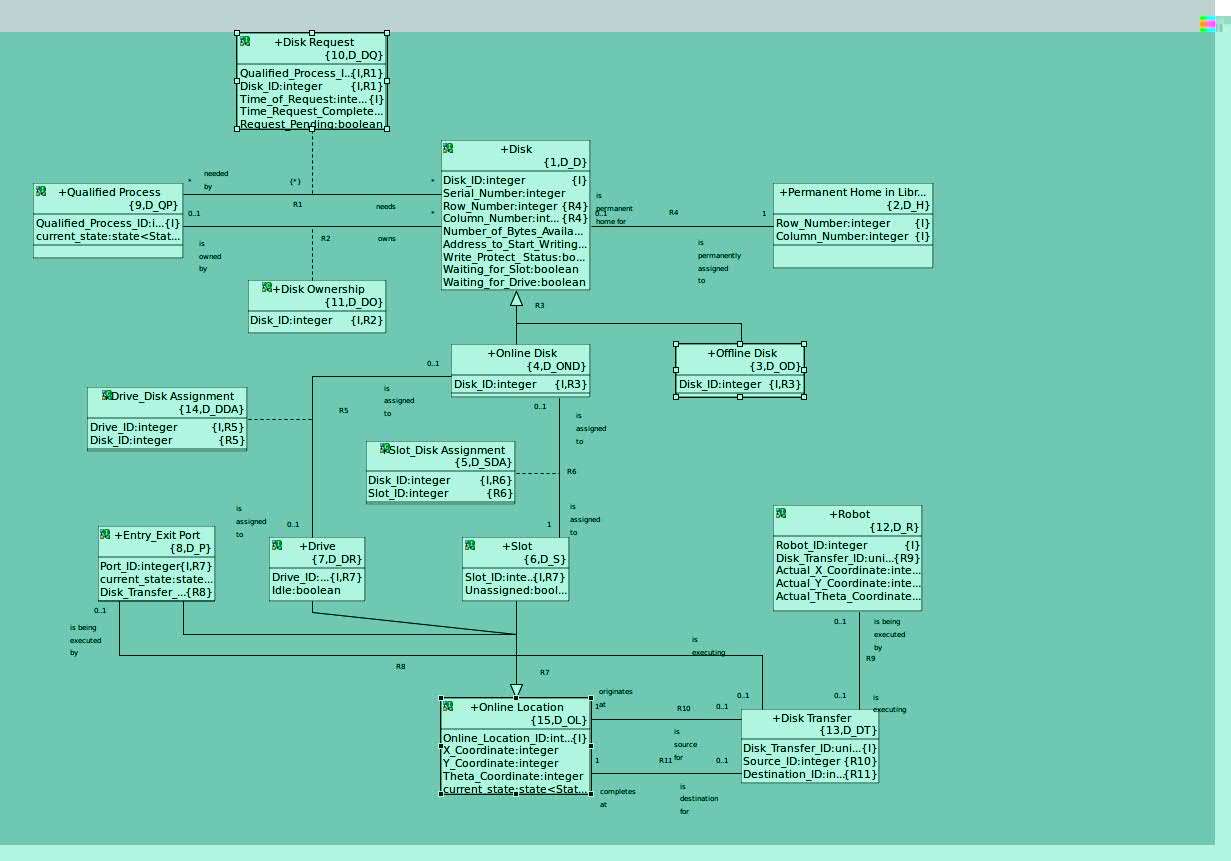 +Disk Request
{10,D_DQ}
Qualified_Process_I...{I,R1}
Disk_ID:integer {I,R1}
Time_of_Request:inte...{I}
Time_Request_Complete...
Request_Pending:boolean
+Disk
{1,D_D}
Disk_ID:integer {I}
Serial_Number:integer
Row_Number:integer {R4}
Column_Number:int... {R4}
Number_of_Bytes_Availa...
Address_to_Start_Writing...
Write_Protect_Status:bo...
Waiting_for_Slot:boolean
Waiting_for_Drive:boolean
+Qualified Process
{9,D_QP}
Qualified_Process_ID:i...{I}
current_state:state<Stat...
*
needed
by
{*}
*
R1
needs
0..1
*
R2
owns
is
owned
by
+Permanent Home in Libr...
{2,D_H}
Row_Number:integer {I}
Column_Number:integer {I}
is
permanent
home for
0..1
R4
1
is
permanently
assigned
to
+Disk Ownership
{11,D_DO}
Disk_ID:integer {I,R2}
R3
+Online Disk
{4,D_OND}
Disk_ID:integer {I,R3}
+Offline Disk
{3,D_OD}
Disk_ID:integer {I,R3}
0..1
is
assigned
to
R5
+Drive_Disk Assignment
{14,D_DDA}
Drive_ID:integer {I,R5}
Disk_ID:integer {R5}
0..1
is
assigned
to
+Slot_Disk Assignment
{5,D_SDA}
Disk_ID:integer {I,R6}
Slot_ID:integer {R6}
R6
is
assigned
to
0..1
is
assigned
to
1
+Entry_Exit Port
{8,D_P}
Port_ID:integer{I,R7}
current_state:state...
Disk_Transfer_...{R8}
+Drive
{7,D_DR}
Drive_ID:...{I,R7}
Idle:boolean
+Slot
{6,D_S}
Slot_ID:inte..{I,R7}
Unassigned:bool...
+Robot
{12,D_R}
Robot_ID:integer {I}
Disk_Transfer_ID:uni...{R9}
Actual_X_Coordinate:inte...
Actual_Y_Coordinate:inte...
Actual_Theta_Coordinate...
0..1
is being
executed
by
R8
R7
is
executing
0..1
0..1
is being
executed
by
R9
0..1
is
executing
+Online Location
{15,D_OL}
Online_Location_ID:int...{I}
X_Coordinate:integer
Y_Coordinate:integer
Theta_Coordinate:integer
current_state:state<Stat...
originates
at
1
R10
0..1
is
source
for
1
R11
0..1
completes
at
is
destination
for
+Disk Transfer
{13,D_DT}
Disk_Transfer_ID:uni...{I}
Source_ID:integer {R10}
Destination_ID:in...{R11}